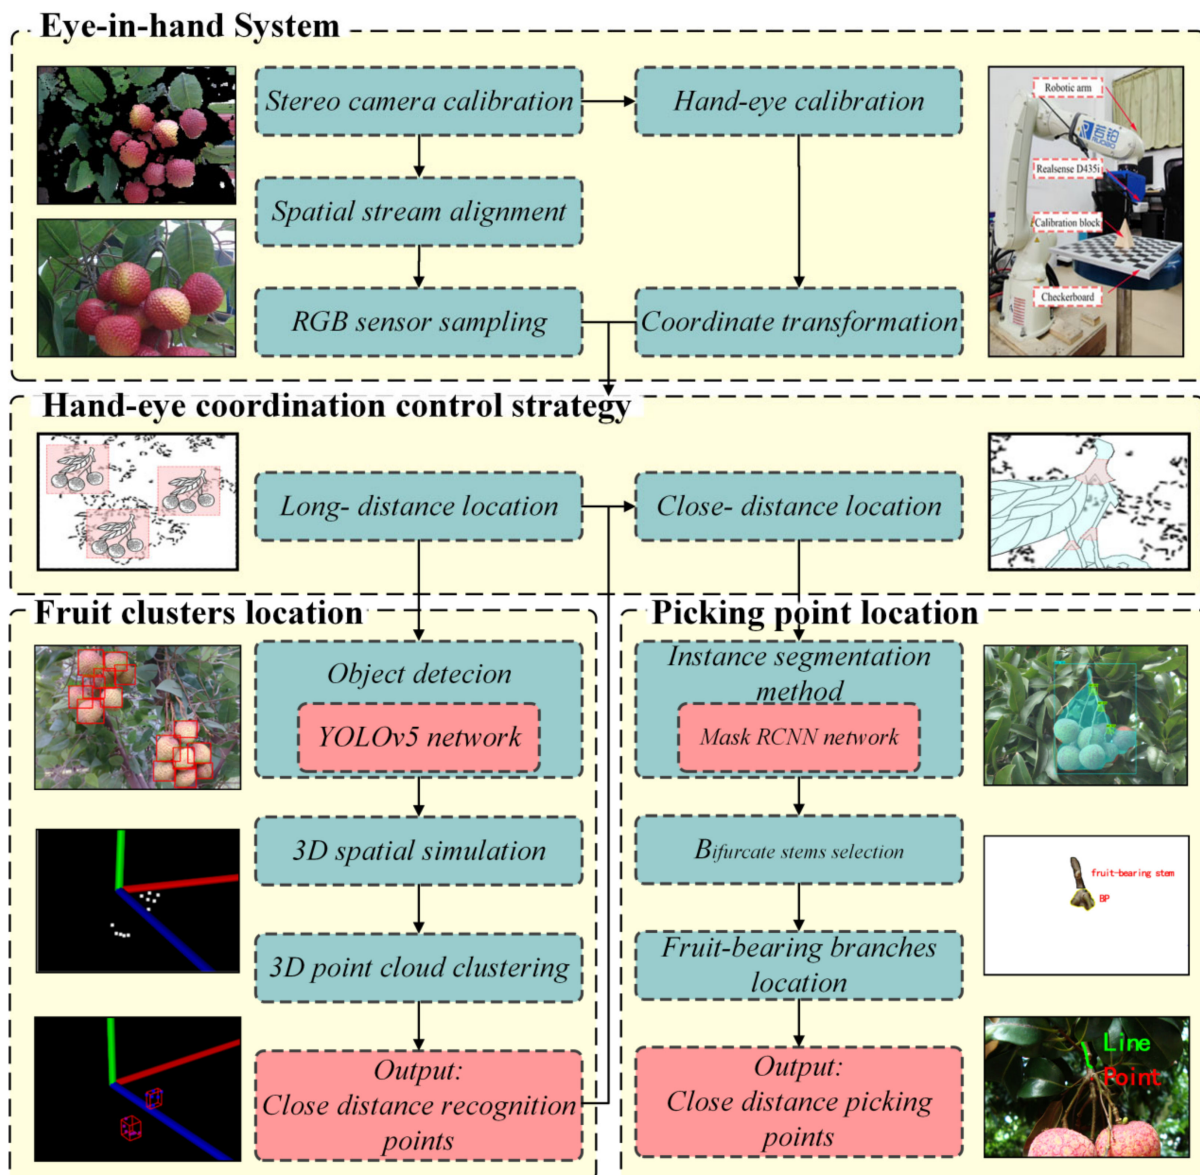 Eye-in-hand System
Stereo camera calibration
Hand-eye calibration
Robotic arm
Realsense D435i
Spatial stream alignment
Calibration block
RGB sensor sampling
Coordinate transformation
Checkerboard
Hand-eye coordination control strategy
Long- distance location
Close- distance location
Fruit clusters location
Picking point location
Object detecion
YOLOv5 network
Instance segmentation
method
Mask RCNN network
3D spatial simulation
Bifurcate stems selection
fruit-bearing stem
BP
3D point cloud clustering
Fruit-bearing branches
location
Output:
Close distance recognition
points
Output:
Close distance picking
points
Line
Point